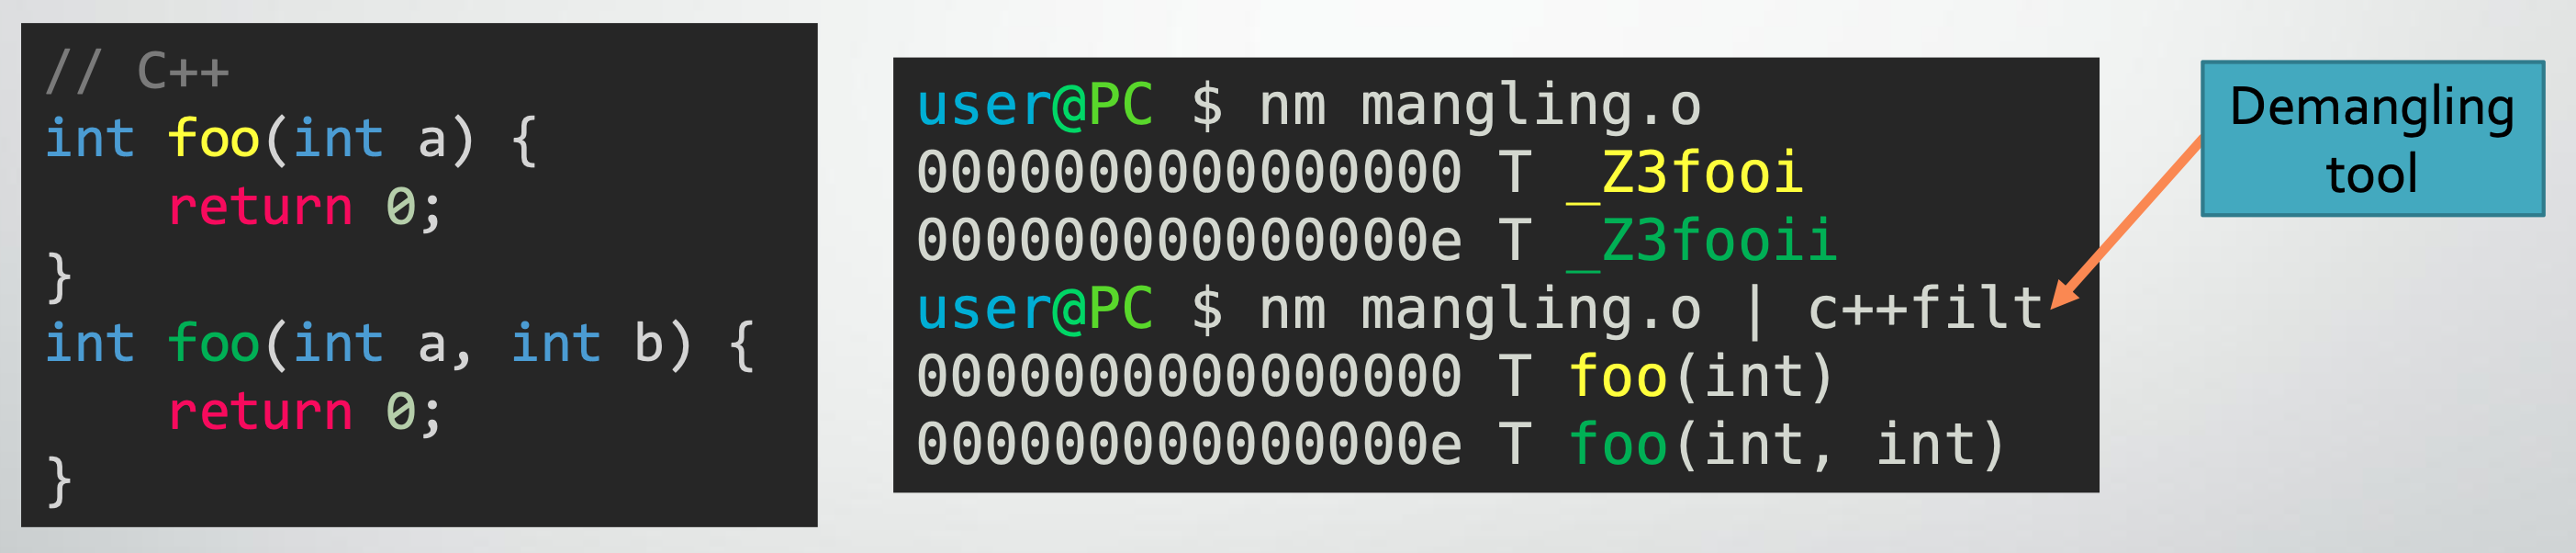 // C++
int foo(int a) {
    return 0;
}
int foo(int a, int b) {
    return 0;
}
user@PC $ nm mangling.o
0000000000000000 T _Z3fooi
000000000000000e T _Z3fooii
user@PC $ nm mangling.o | c++filt
0000000000000000 T foo(int)
000000000000000e T foo(int, int)
Demangling
tool